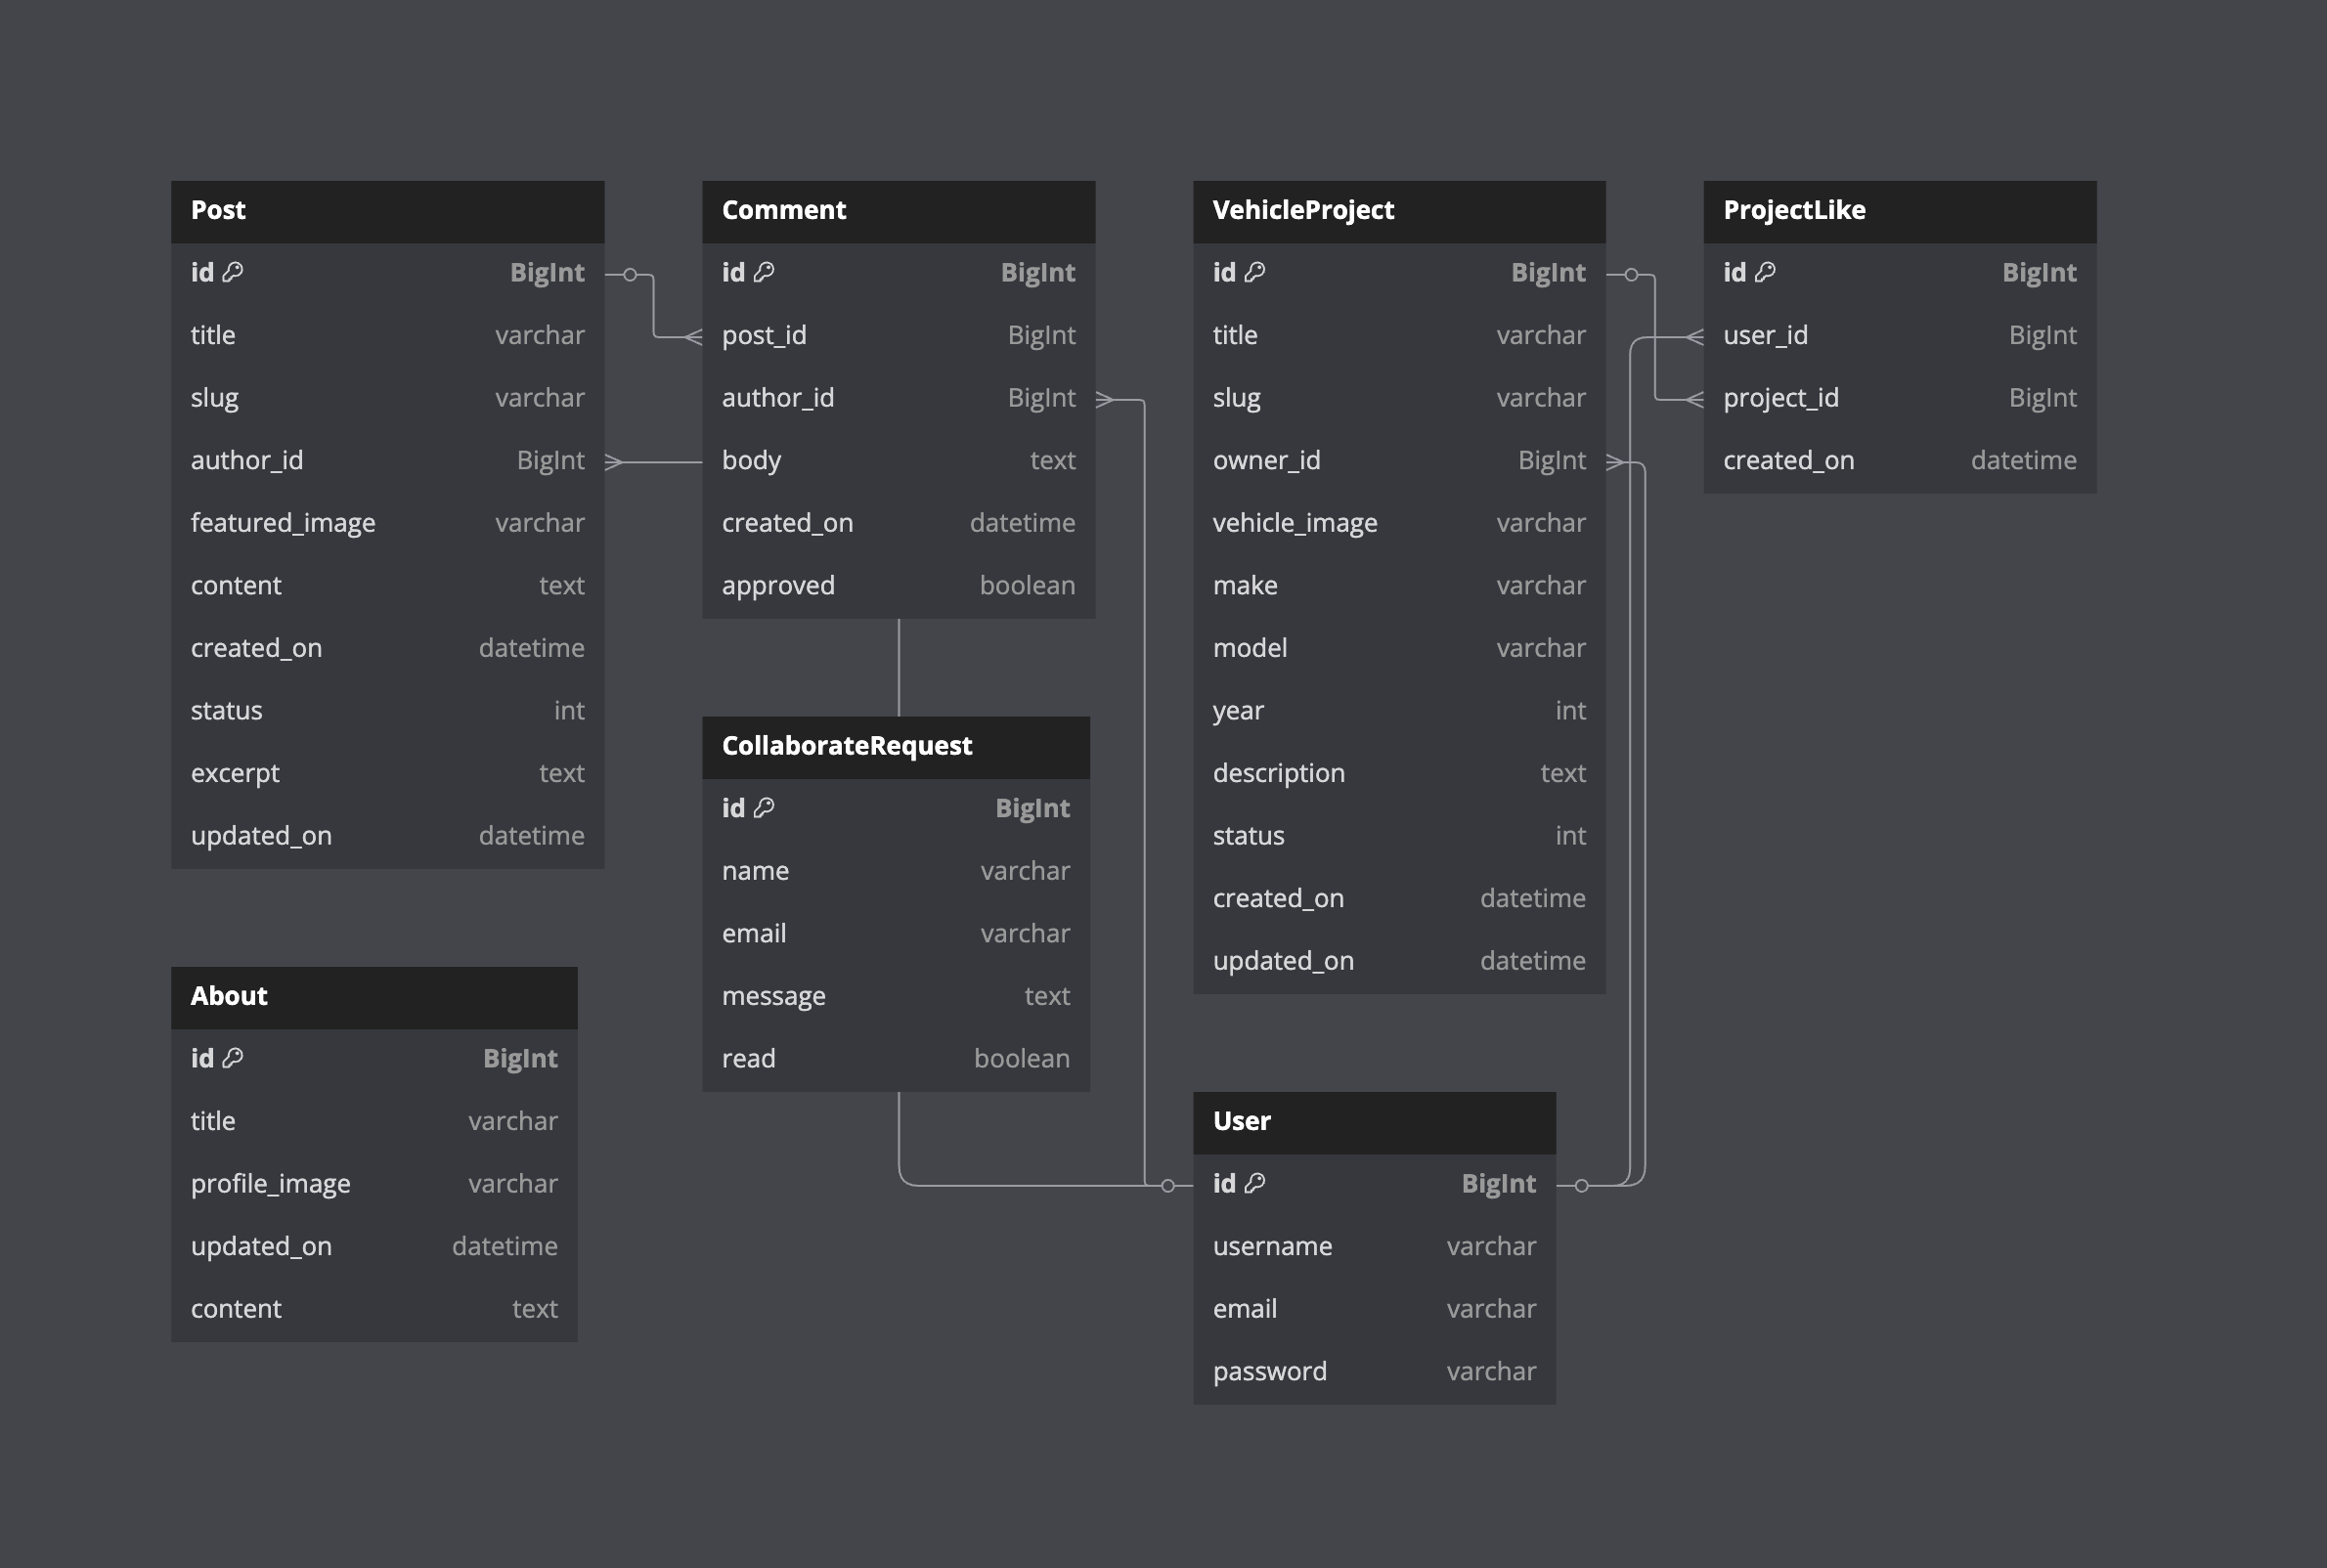 Post
id BigInt
title varchar
slug varchar
author_id BigInt
featured_image varchar
content text
created_on datetime
status int
excerpt text
updated_on datetime
Comment
id BigInt
post_id BigInt
author_id BigInt
body text
created_on datetime
approved boolean
VehicleProject
id BigInt
title varchar
slug varchar
owner_id BigInt
vehicle_image varchar
make varchar
model varchar
year int
description text
status int
created_on datetime
updated_on datetime
ProjectLike
id BigInt
user_id BigInt
project_id BigInt
created_on datetime
CollaborateRequest
id BigInt
name varchar
email varchar
message text
read boolean
About
id BigInt
title varchar
profile_image varchar
updated_on datetime
content text
User
id BigInt
username varchar
email varchar
password varchar